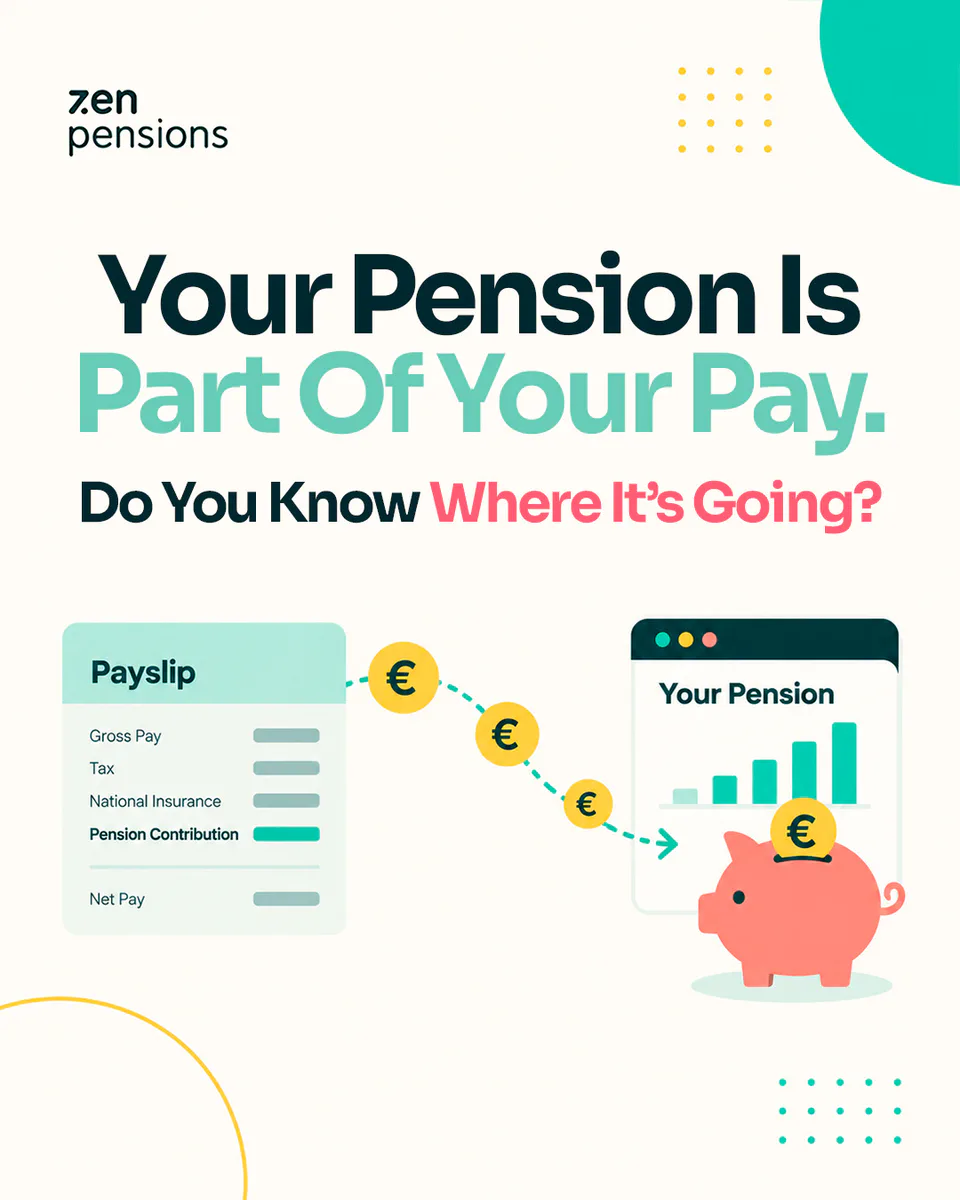 zen
pensions
Your Pension Is
Part Of Your Pay.
Do You Know Where It's Going?
Payslip
Gross Pay
Tax
National Insurance
Pension Contribution
Net Pay
€
€
€
Your Pension
€